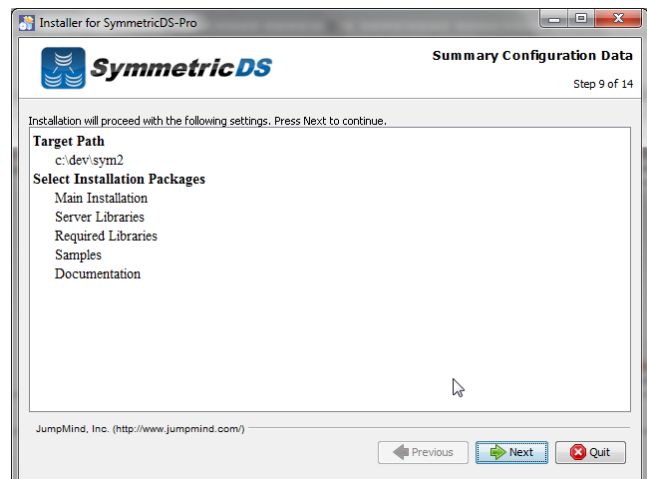 Installer for SymmetricDS-Pro
SymmetricDS
Summary Configuration Data
Step 9 of 14
Installation will proceed with the following settings. Press Next to continue.
Target Path
c:\dev\sym2
Select Installation Packages
Main Installation
Server Libraries
Required Libraries
Samples
Documentation
JumpMind, Inc. (http://www.jumpmind.com/)
Previous
Next
Quit